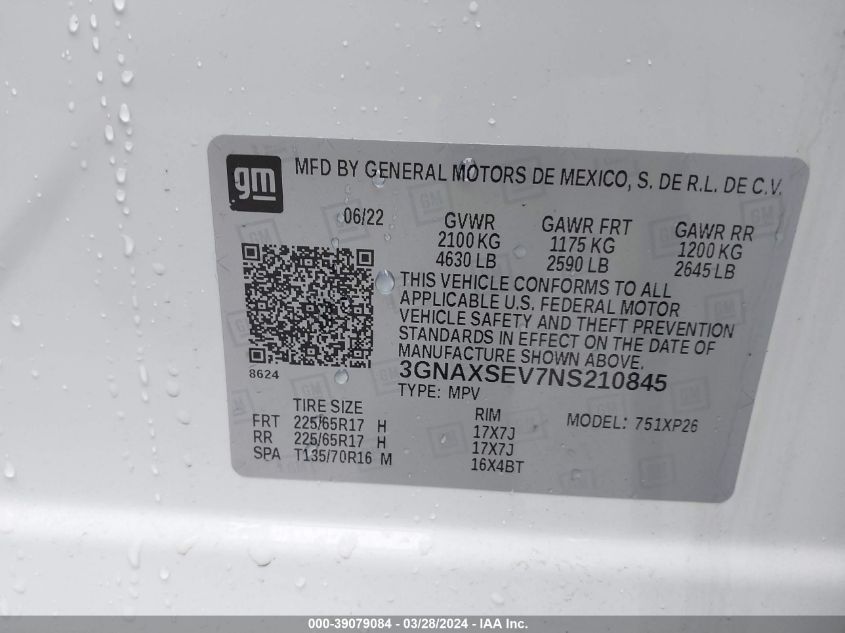 gm
MFD BY GENERAL MOTORS DE MEXICO, S. DE R.L. DE C.V.
06/22
GVWR GAWR FRT GAWR RR
2100 KG 1175 KG 1200 KG
4630 LB 2590 LB 2645 LB
THIS VEHICLE CONFORMS TO ALL
APPLICABLE U.S. FEDERAL MOTOR
VEHICLE SAFETY AND THEFT PREVENTION
STANDARDS IN EFFECT ON THE DATE OF
MANUFACTURE SHOWN ABOVE.
8624
3GNAXSEV7NS210845
TYPE: MPV
TIRE SIZE RIM MODEL: 751XP26
FRT 225/65R17 H 17X7J
RR 225/65R17 H 17X7J
SPA T135/70R16 M 16X4BT
000-39079084 - 03/28/2024 - IAA Inc.